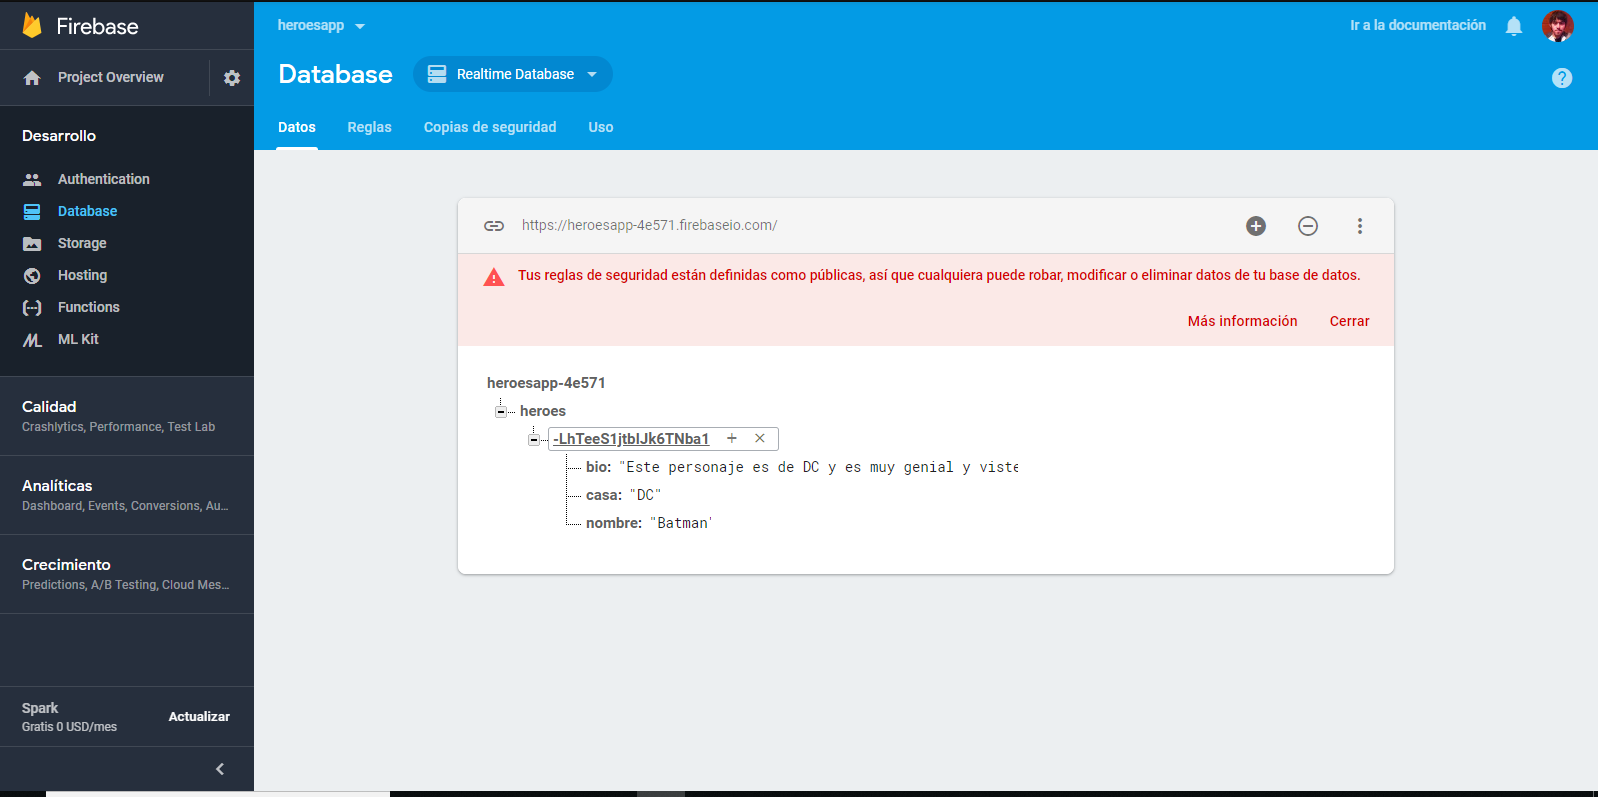 Firebase
Project Overview
Desarrollo
Authentication
Database
Storage
Hosting
Functions
ML Kit
Calidad
Crashlytics, Performance, Test Lab
Analíticas
Dashboard, Events, Conversions, Au...
Crecimiento
Predictions, A/B Testing, Cloud Mes...
Spark
Gratis 0 USD/mes
Actualizar
heroesapp
Ir a la documentación
Database
Realtime Database
Datos Reglas Copias de seguridad Uso
https://heroesapp-4e571.firebaseio.com/
Tus reglas de seguridad están definidas como públicas, así que cualquiera puede robar, modificar o eliminar datos de tu base de datos.
Más información Cerrar
heroesapp-4e571
heroes
-LhTeeS1jtblJk6TNba1
bio: "Este personaje es de DC y es muy genial y viste
casa: "DC"
nombre: "Batman'